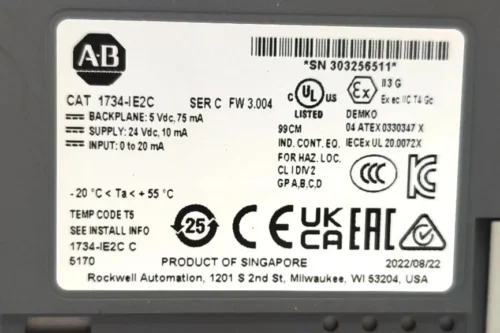 A-B
*SN 303256511*
CAT 1734-IE2C SER C FW 3.004
BACKPLANE: 5 Vdc, 75 mA
SUPPLY: 24 Vdc, 10 mA
INPUT: 0 to 20 mA
-20 °C < Ta < +55 °C
TEMP CODE T5
SEE INSTALL INFO
1734-IE2C C
5170
C UL US
LISTED
99CM
IND. CONT. EQ.
FOR HAZ. LOC.
CL I DIV 2
GP A,B,C,D
Ex II 3 G
Ex ec IIC T4 Gc
DEMKO
04 ATEX 0330347 X
IECEx UL 20.0072X
CCC
KC
25
CE
UK
CA
EAC
PRODUCT OF SINGAPORE
2022/08/22
Rockwell Automation, 1201 S 2nd St, Milwaukee, WI 53204, USA